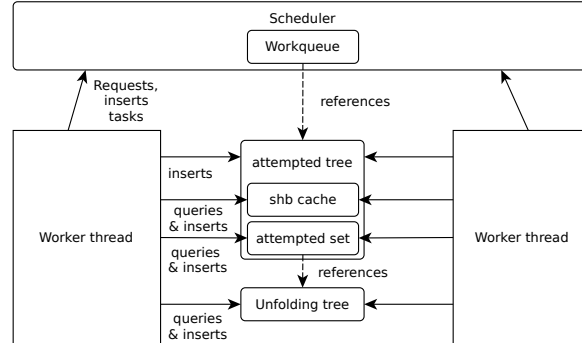 Scheduler
Workqueue
Requests,
inserts
tasks
references
attempted tree
inserts
shb cache
queries
& inserts
Worker thread
attempted set
Worker thread
queries
& inserts
references
Unfolding tree
queries
& inserts